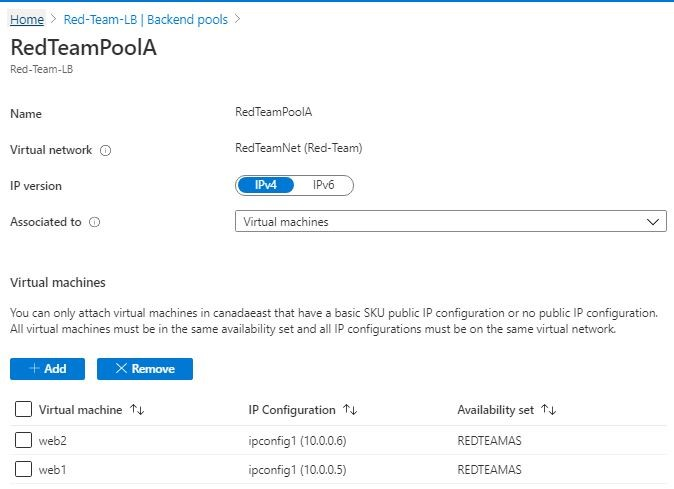 Home > Red-Team-LB | Backend pools >
RedTeamPoolA
Red-Team-LB
Name RedTeamPoolA
Virtual network RedTeamNet (Red-Team)
IP version IPv4 IPv6
Associated to Virtual machines
Virtual machines
You can only attach virtual machines in canadaeast that have a basic SKU public IP configuration or no public IP configuration.
All virtual machines must be in the same availability set and all IP configurations must be on the same virtual network.
+ Add × Remove
Virtual machine ↑↓ IP Configuration ↑↓ Availability set ↑↓
web2 ipconfig1 (10.0.0.6) REDTEAMAS
web1 ipconfig1 (10.0.0.5) REDTEAMAS